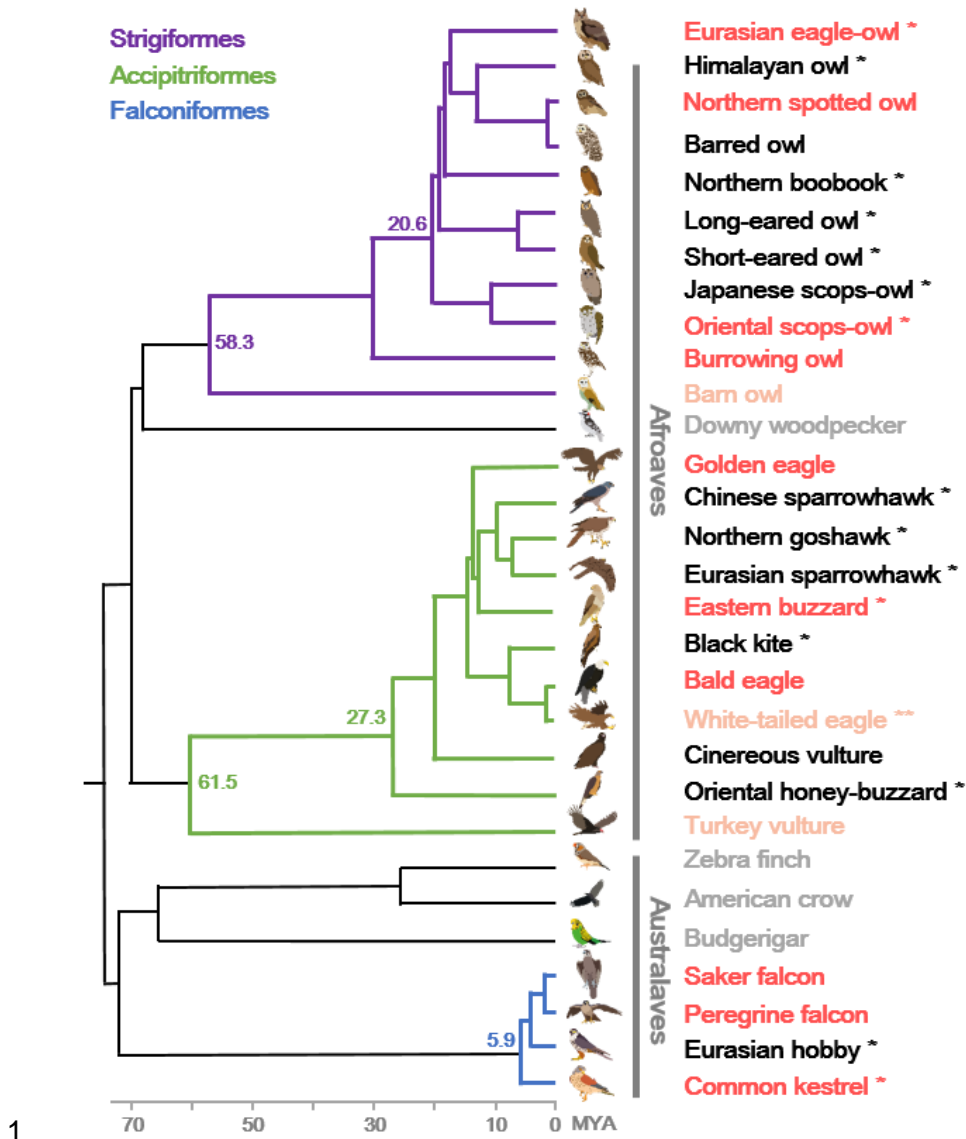 Strigiformes
Accipitriformes
Falconiformes
Eurasian eagle-owl *
Himalayan owl *
Northern spotted owl
Barred owl
Northern boobook *
20.6
Long-eared owl *
Short-eared owl *
Japanese scops-owl *
Oriental scops-owl *
58.3
Burrowing owl
Barn owl
Downy woodpecker
Afroaves
Golden eagle
Chinese sparrowhawk *
Northern goshawk *
Eurasian sparrowhawk *
Eastern buzzard *
Black kite *
Bald eagle
27.3
White-tailed eagle **
Cinereous vulture
61.5
Oriental honey-buzzard *
Turkey vulture
Zebra finch
American crow
Australaves
Budgerigar
Saker falcon
Peregrine falcon
5.9
Eurasian hobby *
Common kestrel *
70 50 30 10 0 MYA
1